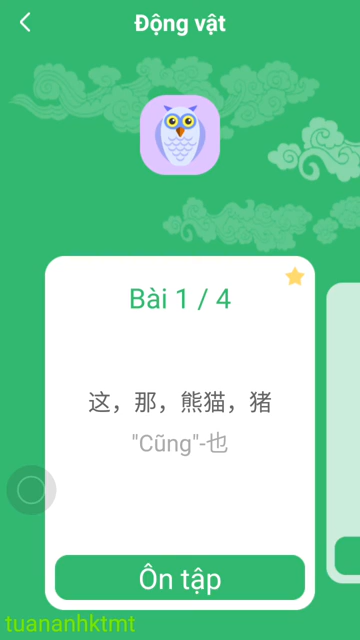 Động vật
Bài 1 / 4
这，那，熊猫，猪
"Cũng"-也
Ôn tập
tuananhktmt